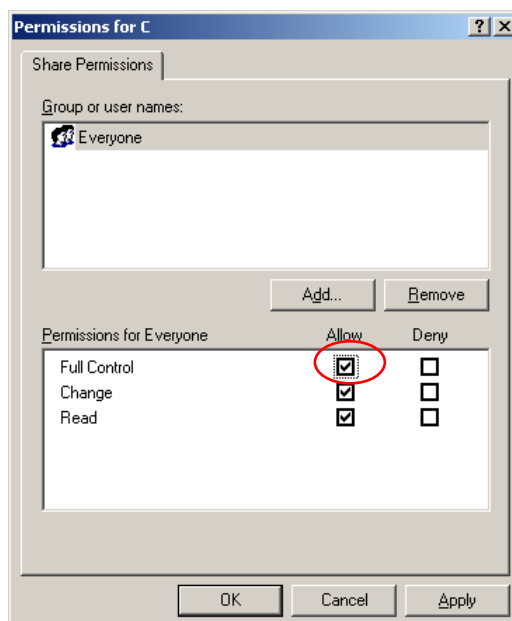 Permissions for C
Share Permissions
Group or user names:
Everyone
Add... Remove
Permissions for Everyone Allow Deny
Full Control
Change
Read
OK Cancel Apply